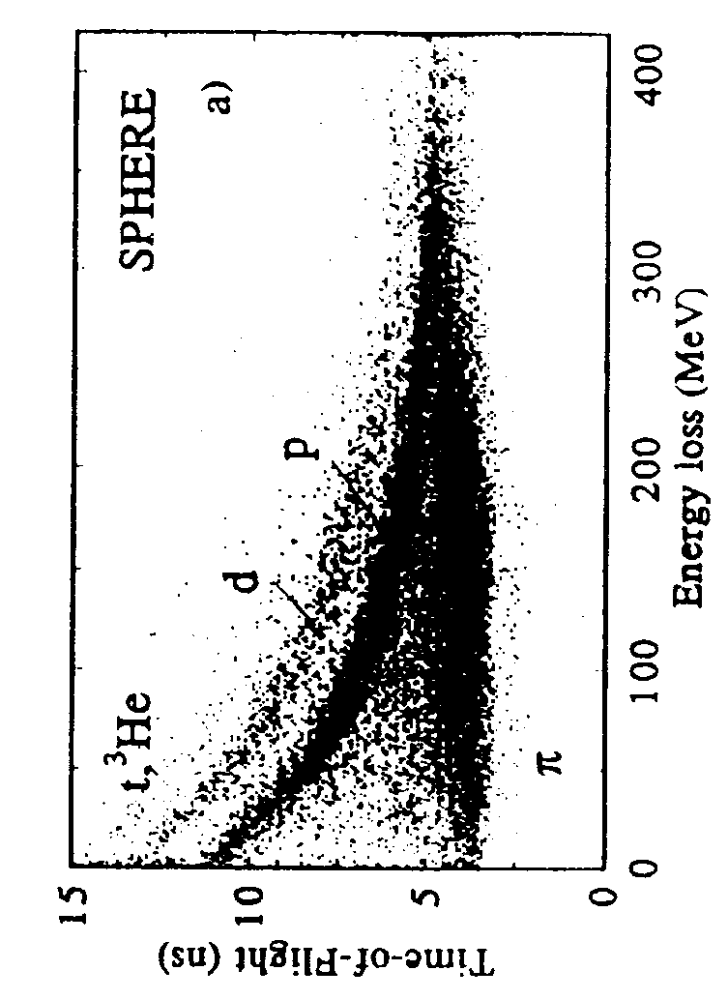 SPHERE
a)
t,³He
d
p
π
15
10
5
0
Time-of-Flight (ns)
0
100
200
300
400
Energy loss (MeV)